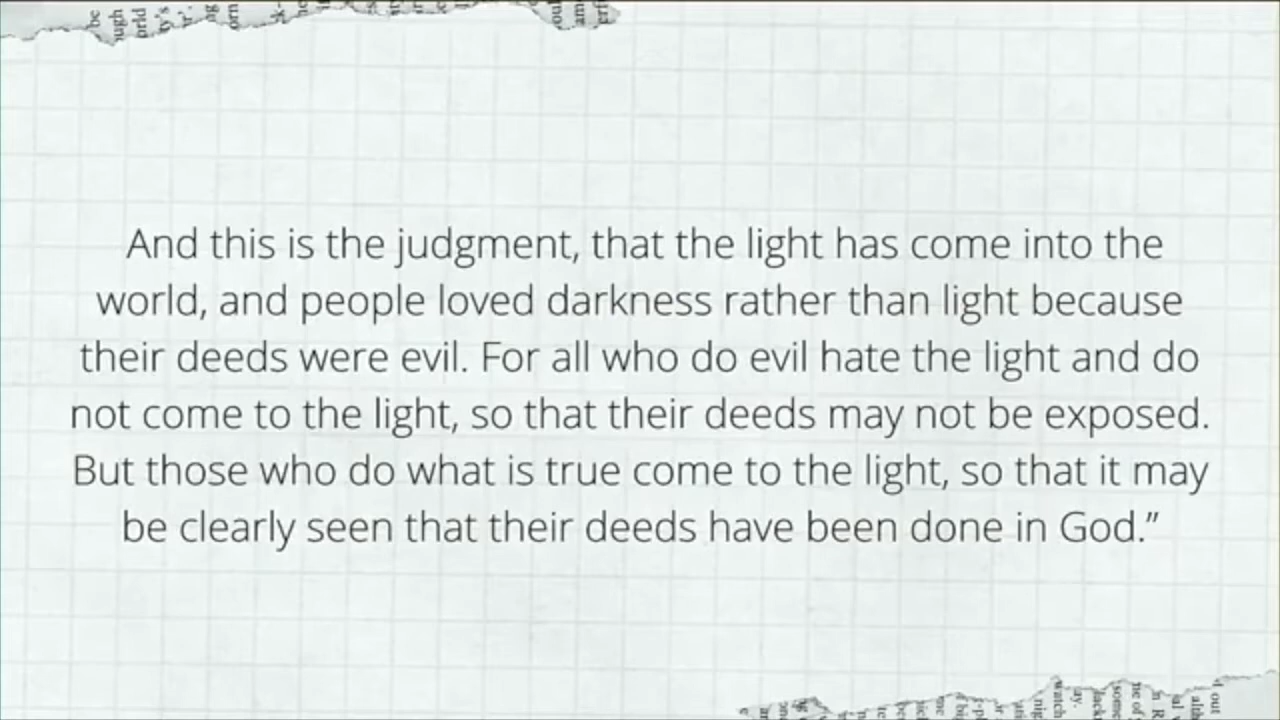 And this is the judgment, that the light has come into the
world, and people loved darkness rather than light because
their deeds were evil. For all who do evil hate the light and do
not come to the light, so that their deeds may not be exposed.
But those who do what is true come to the light, so that it may
be clearly seen that their deeds have been done in God.”